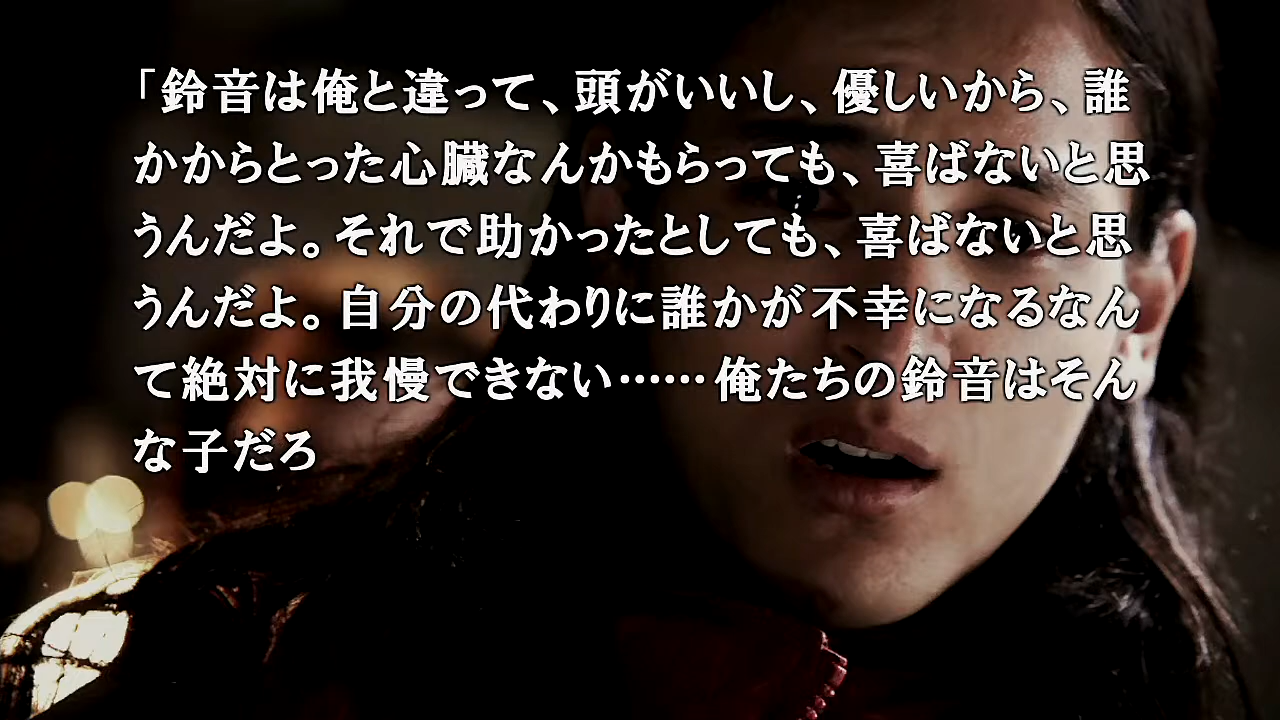 「鈴音は俺と違って、頭がいいし、優しいから、誰
かからとった心臓なんかもらっても、喜ばないと思
うんだよ。それで助かったとしても、喜ばないと思
うんだよ。自分の代わりに誰かが不幸になるなん
て絶対に我慢できない……俺たちの鈴音はそん
な子だろ